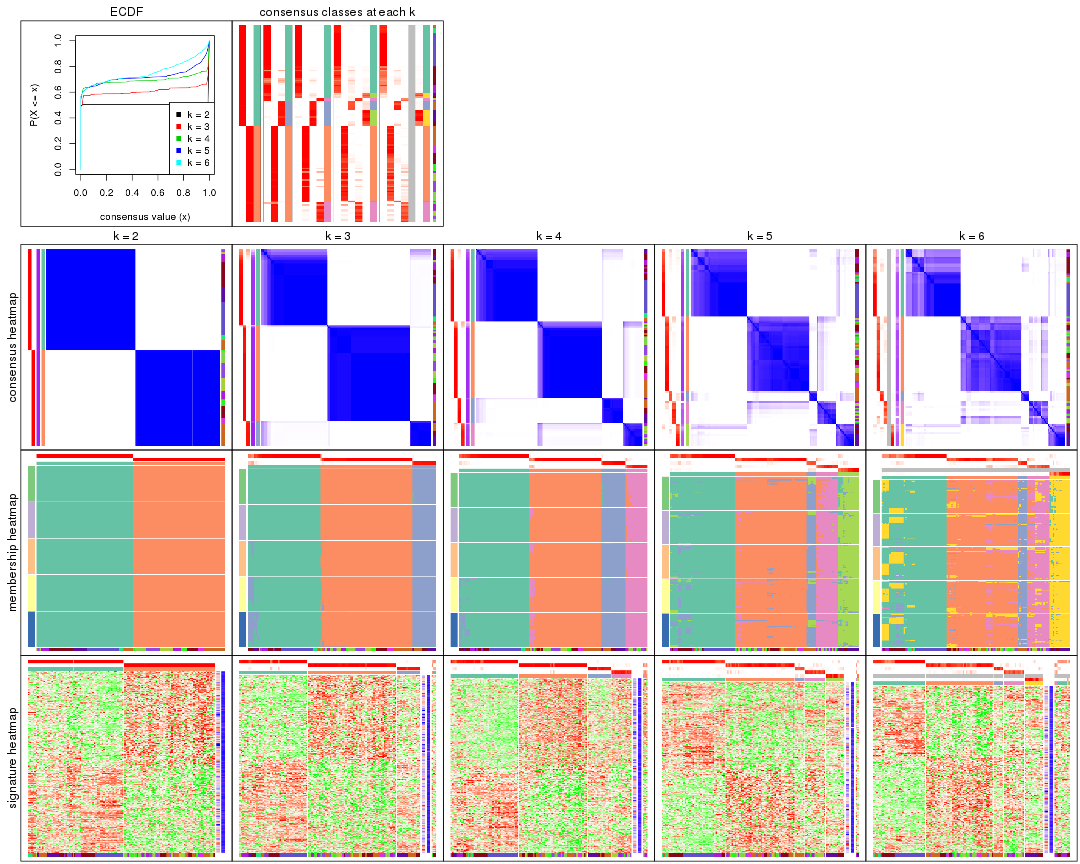 ECDF
consensus classes at each k
P(X <= x)
0.0 0.2 0.4 0.6 0.8 1.0
k = 2
k = 3
k = 4
k = 5
k = 6
0.0 0.2 0.4 0.6 0.8 1.0
consensus value (x)
k = 2 k = 3 k = 4 k = 5 k = 6
consensus heatmap
membership heatmap
signature heatmap